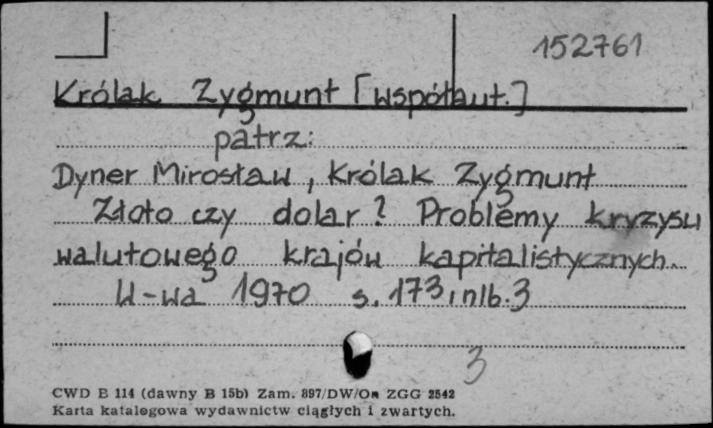 152761
Królak Zygmunt [współaut.]
patrz:
Dyner Mirosław, Królak Zygmunt
Złoto czy dolar? Problemy kryzysu
walutowego krajów kapitalistycznych.
W-wa 1970 s. 173, nlb. 3
3
CWD B 114 (dawny B 15b) Zam. 897/DW/On ZGG 2542
Karta katalogowa wydawnictw ciągłych i zwartych.